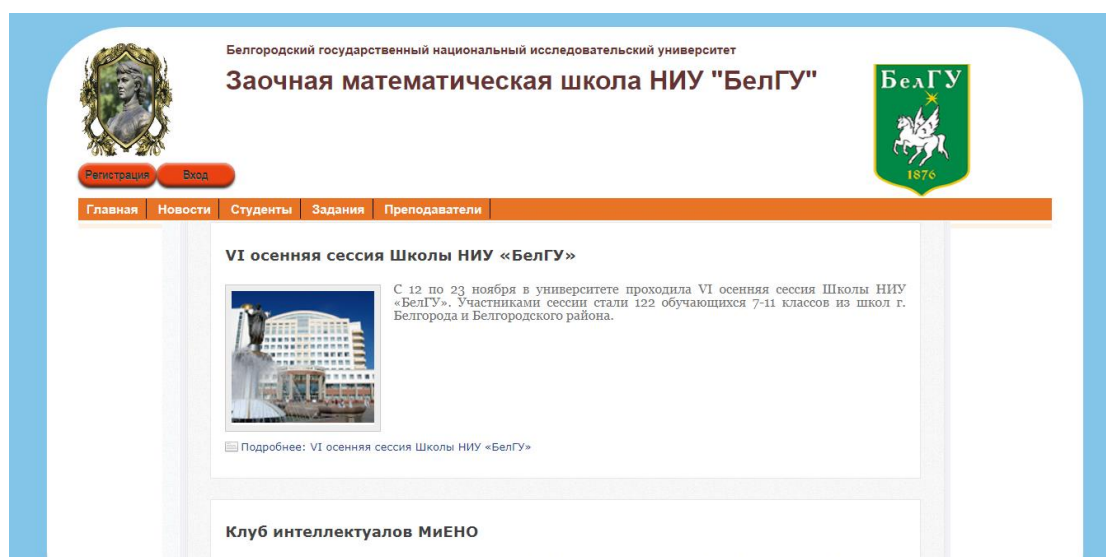 Белгородский государственный национальный исследовательский университет
Заочная математическая школа НИУ "БелГУ"
БелГУ
1876
Регистрация Вход
Главная Новости Студенты Задания Преподаватели
VI осенняя сессия Школы НИУ «БелГУ»
С 12 по 23 ноября в университете проходила VI осенняя сессия Школы НИУ
«БелГУ». Участниками сессии стали 122 обучающихся 7-11 классов из школ г.
Белгорода и Белгородского района.
Подробнее: VI осенняя сессия Школы НИУ «БелГУ»
Клуб интеллектуалов МиЕНО